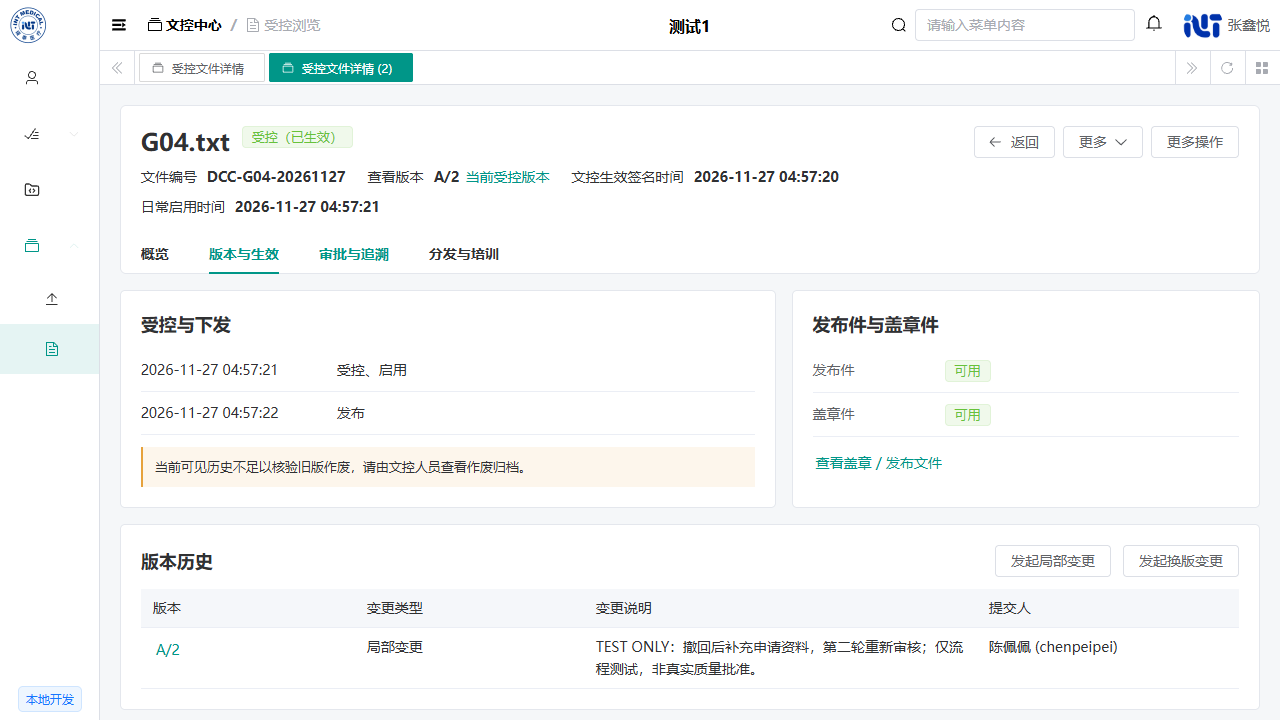 文控中心 / 受控浏览
测试1
请输入菜单内容
张鑫悦
受控文件详情
受控文件详情 (2)
G04.txt
受控（已生效）
返回
更多
更多操作
文件编号 DCC-G04-20261127 查看版本 A/2 当前受控版本 文控生效签名时间 2026-11-27 04:57:20
日常启用时间 2026-11-27 04:57:21
概览
版本与生效
审批与追溯
分发与培训
受控与下发
2026-11-27 04:57:21 受控、启用
2026-11-27 04:57:22 发布
当前可见历史不足以核验旧版作废，请由文控人员查看作废归档。
发布件与盖章件
发布件 可用
盖章件 可用
查看盖章 / 发布文件
版本历史
发起局部变更
发起换版变更
版本 变更类型 变更说明 提交人
A/2 局部变更 TEST ONLY：撤回后补充申请资料，第二轮重新审核；仅流 陈佩佩 (chenpeipei)
程测试，非真实质量批准。
本地开发